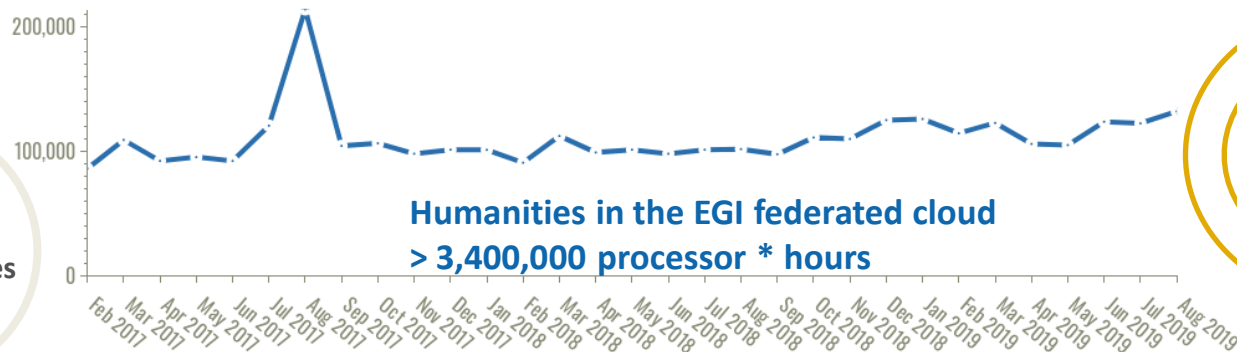 200,000
100,000
Humanities in the EGI federated cloud
> 3,400,000 processor * hours
es
0
Feb 2017
Mar 2017
Apr 2017
May 2017
Jun 2017
Jul 2017
Aug 2017
Sep 2017
Oct 2017
Nov 2017
Dec 2017
Jan 2018
Feb 2018
Mar 2018
Apr 2018
May 2018
Jun 2018
Jul 2018
Aug 2018
Sep 2018
Oct 2018
Nov 2018
Dec 2018
Jan 2019
Feb 2019
Mar 2019
Apr 2019
May 2019
Jun 2019
Jul 2019
Aug 2019